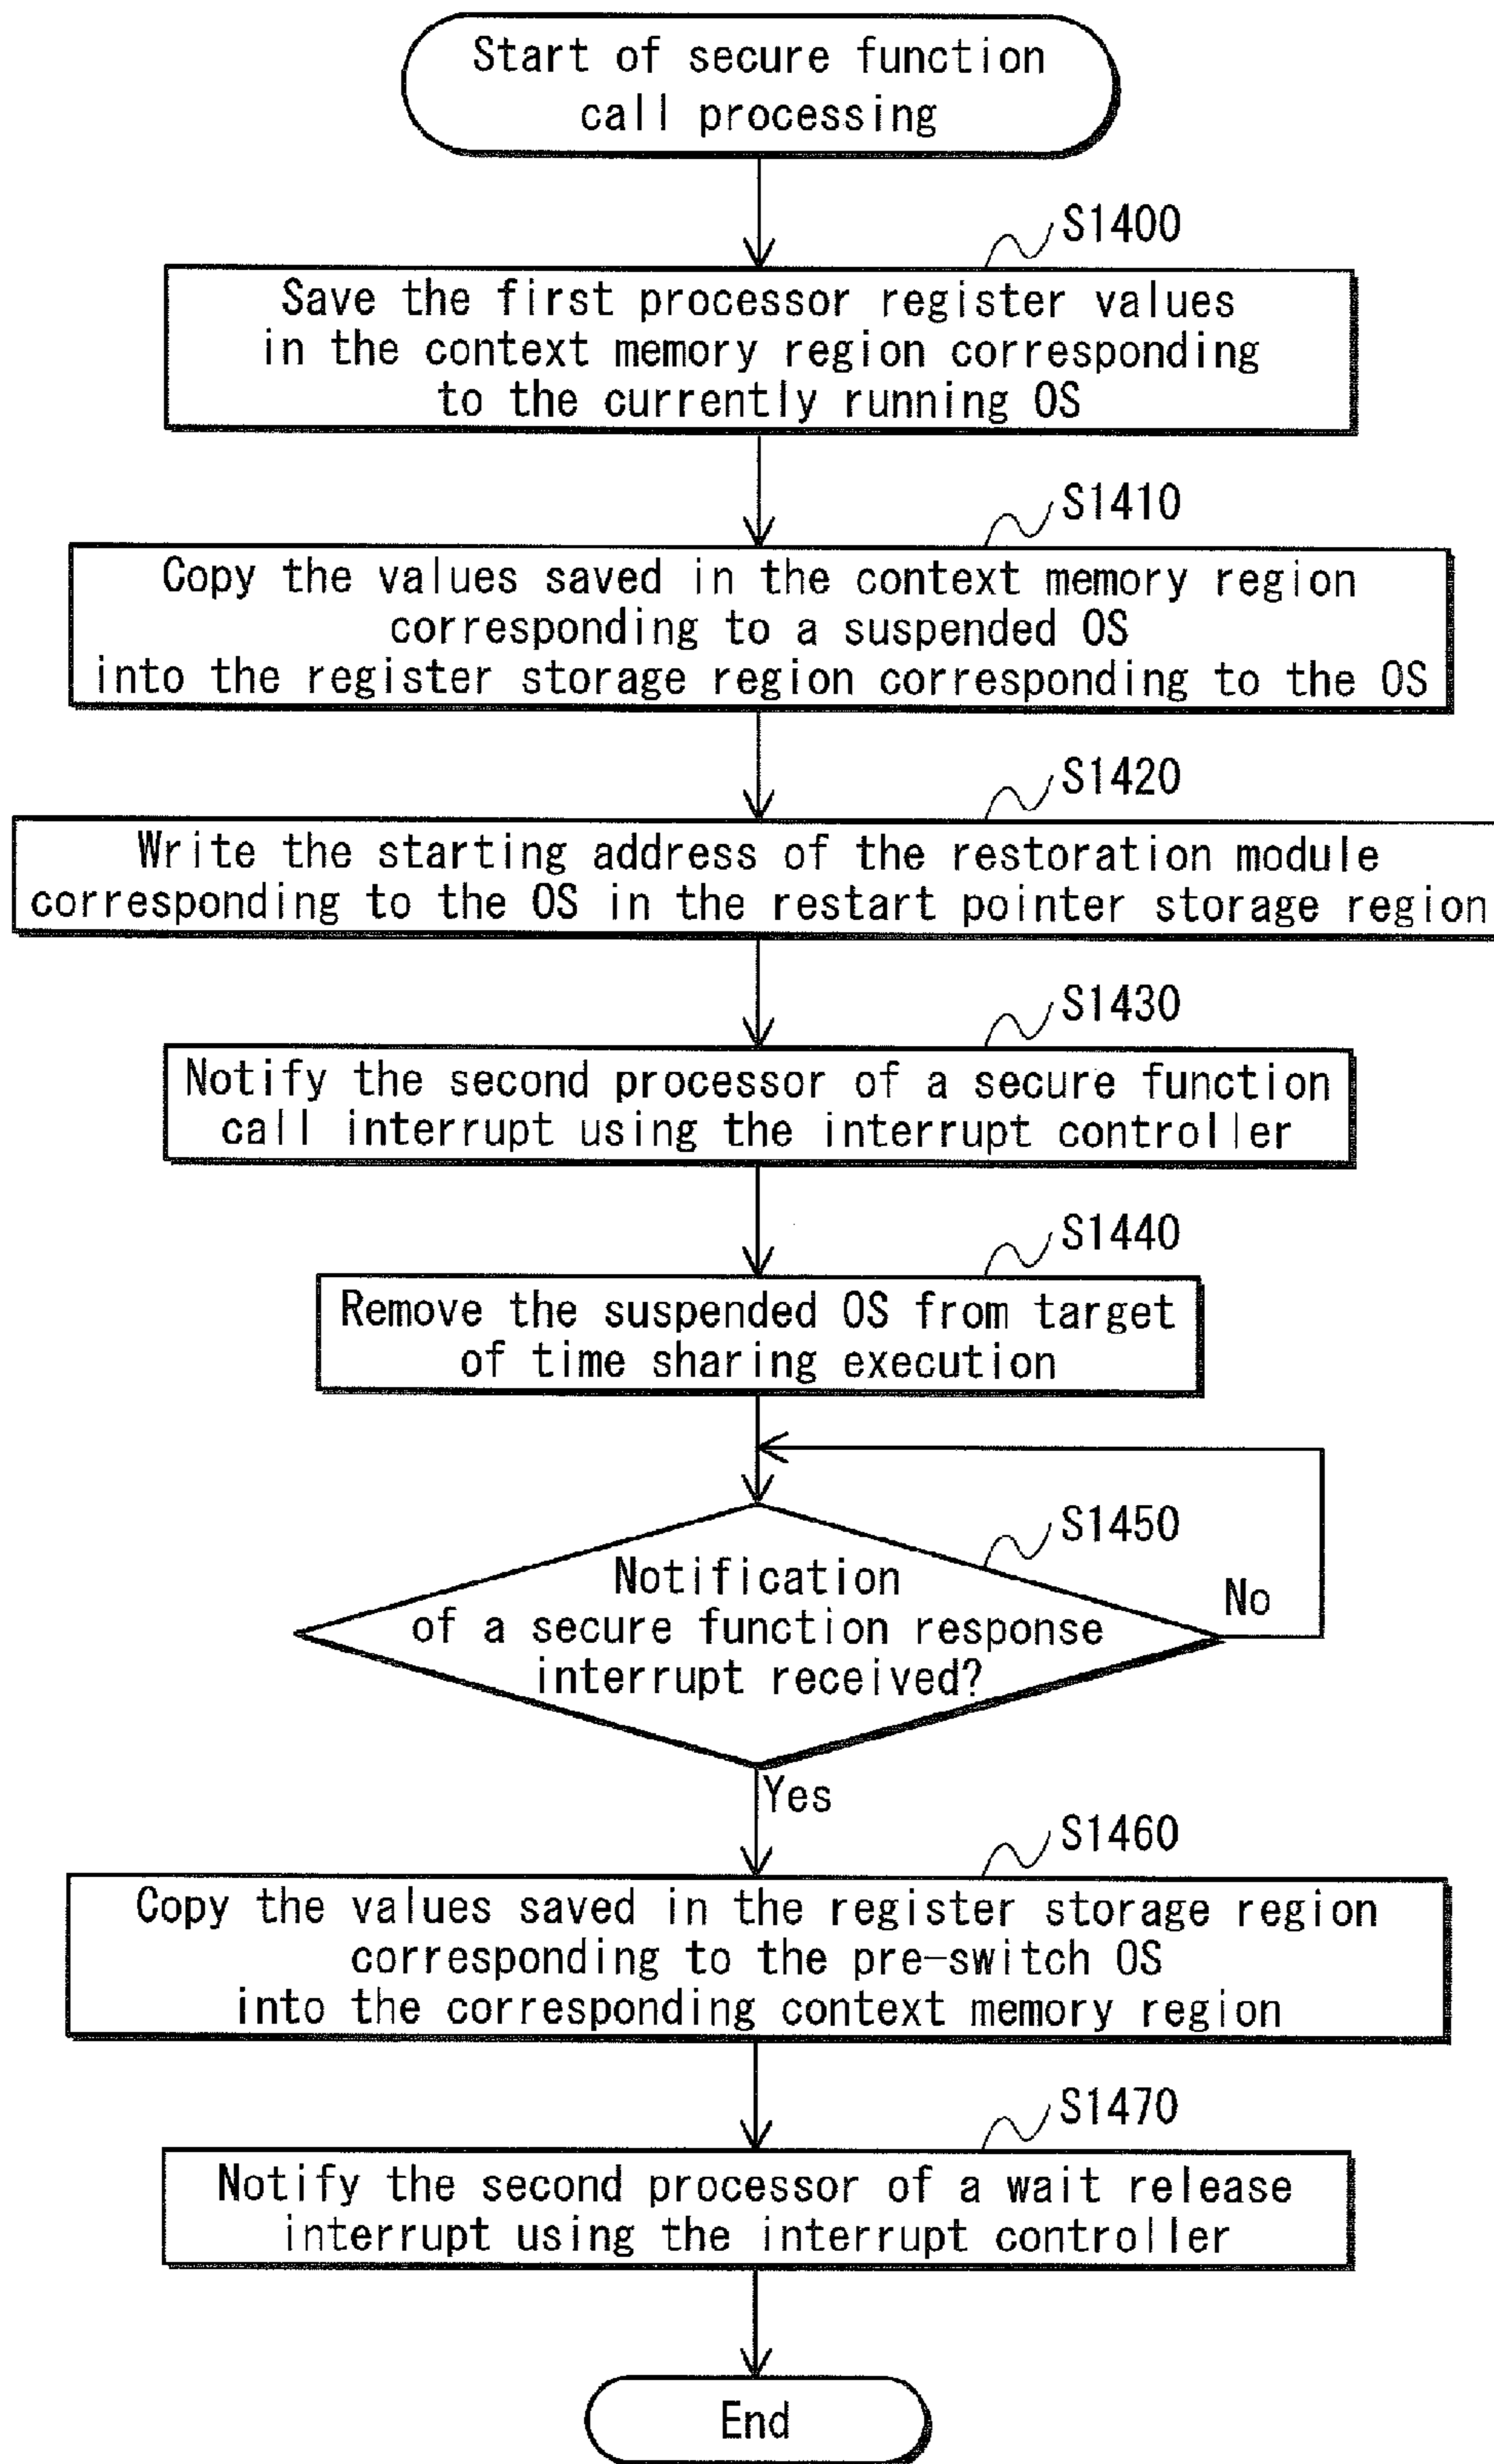 Start of secure function
call processing
S1400
Save the first processor register values
in the context memory region corresponding
to the currently running OS
S1410
Copy the values saved in the context memory region
corresponding to a suspended OS
into the register storage region corresponding to the OS
S1420
Write the starting address of the restoration module
corresponding to the OS in the restart pointer storage region
S1430
Notify the second processor of a secure function
call interrupt using the interrupt controller
S1440
Remove the suspended OS from target
of time sharing execution
S1450
Notification
of a secure function response
interrupt received?
No
Yes
S1460
Copy the values saved in the register storage region
corresponding to the pre-switch OS
into the corresponding context memory region
S1470
Notify the second processor of a wait release
interrupt using the interrupt controller
End